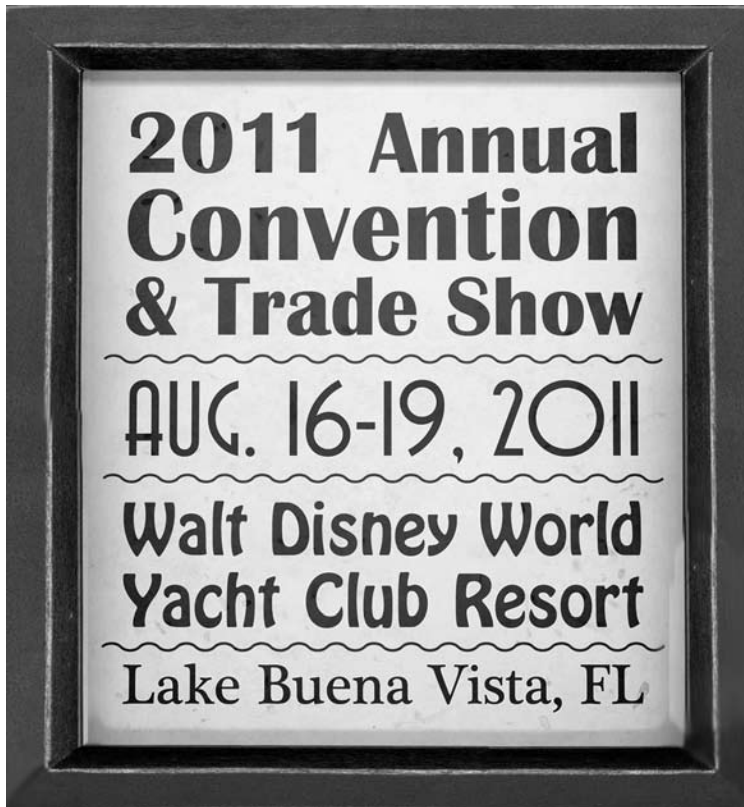 2011 Annual
Convention
& Trade Show
AUG. 16-19, 2011
Walt Disney World
Yacht Club Resort
Lake Buena Vista, FL